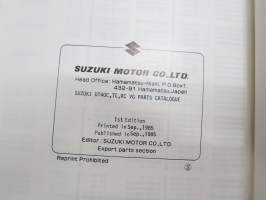 SUZUKI MOTOR CO.,LTD.
Head Office: Hamamatsu-Nishi, P.O.Box1,
432-91 Hamamatsu, Japan
SUZUKI GT80C,TC,RC VG PARTS CATALOGUE
1st Edition
Printed in Sep., 1985
Published in Sep., 1985
Editor : SUZUKI MOTOR CO.,LTD.
Export parts section
Reprint Prohibited